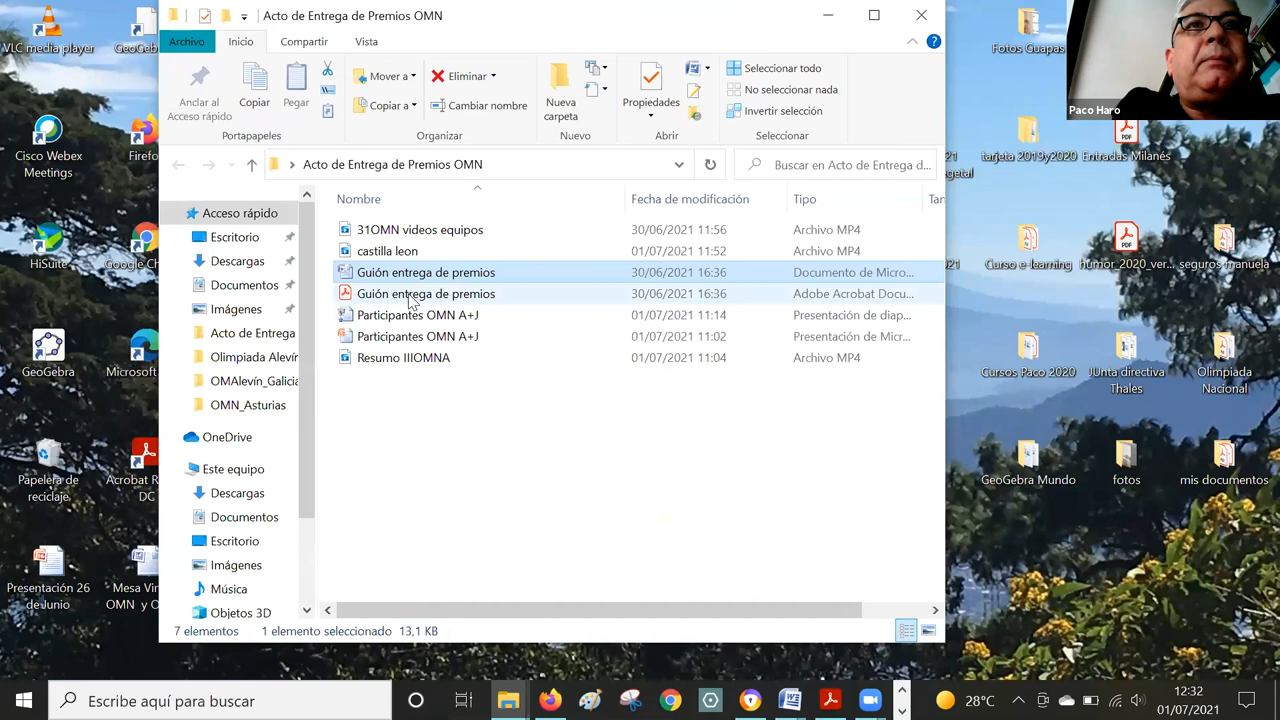 Acto de Entrega de Premios OMN
Archivo
Inicio
Compartir
Vista
Anclar al
Acceso rápido
Copiar
Pegar
Mover a
Copiar a
Eliminar
Cambiar nombre
Nueva
carpeta
Propiedades
Seleccionar todo
No seleccionar nada
Invertir selección
Portapapeles
Organizar
Nuevo
Abrir
Seleccionar
Acto de Entrega de Premios OMN
Buscar en Acto de Entrega d...
Nombre
Fecha de modificación
Tipo
Tan
31OMN videos equipos
30/06/2021 11:56
Archivo MP4
castilla leon
01/07/2021 11:52
Archivo MP4
Guión entrega de premios
30/06/2021 16:36
Documento de Micro...
Guión entrega de premios
30/06/2021 16:36
Adobe Acrobat Docu...
Participantes OMN A+J
01/07/2021 11:14
Presentación de diap...
Participantes OMN A+J
01/07/2021 11:02
Presentación de Micr...
Resumo IIIOMNA
01/07/2021 11:04
Archivo MP4
Acceso rápido
Escritorio
Descargas
Documentos
Imágenes
Acto de Entrega
Olimpiada Alevín
OMAlevín_Galicia
OMN_Asturias
OneDrive
Este equipo
Descargas
Documentos
Escritorio
Imágenes
Música
Objetos 3D
7 elementos
1 elemento seleccionado
13,1 KB
VLC media player
GeoGebra
Cisco Webex
Meetings
Firefo
HiSuite
Google Ch
GeoGebra
Microsoft
Papelera de
reciclaje
Acrobat R
DC
Presentación 26
de Junio
Mesa Vir
OMN y O
Fotos Guapas
Paco Haro
21
egetal
tarjeta 2019y2020
Entradas Milanés
021
Curso e-learning
humor_2020_ver...
seguros manuela
Cursos Paco 2020
JUnta directiva
Thales
Olimpiada
Nacional
GeoGebra Mundo
fotos
mis documentos
Escribe aquí para buscar
28°C
12:32
01/07/2021